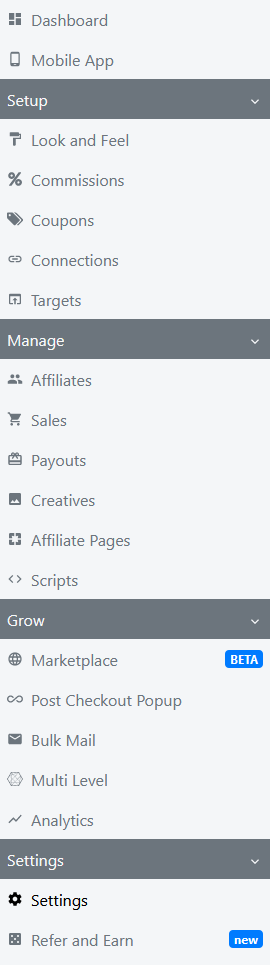 Dashboard
Mobile App
Setup
Look and Feel
Commissions
Coupons
Connections
Targets
Manage
Affiliates
Sales
Payouts
Creatives
Affiliate Pages
Scripts
Grow
Marketplace BETA
Post Checkout Popup
Bulk Mail
Multi Level
Analytics
Settings
Settings
Refer and Earn new